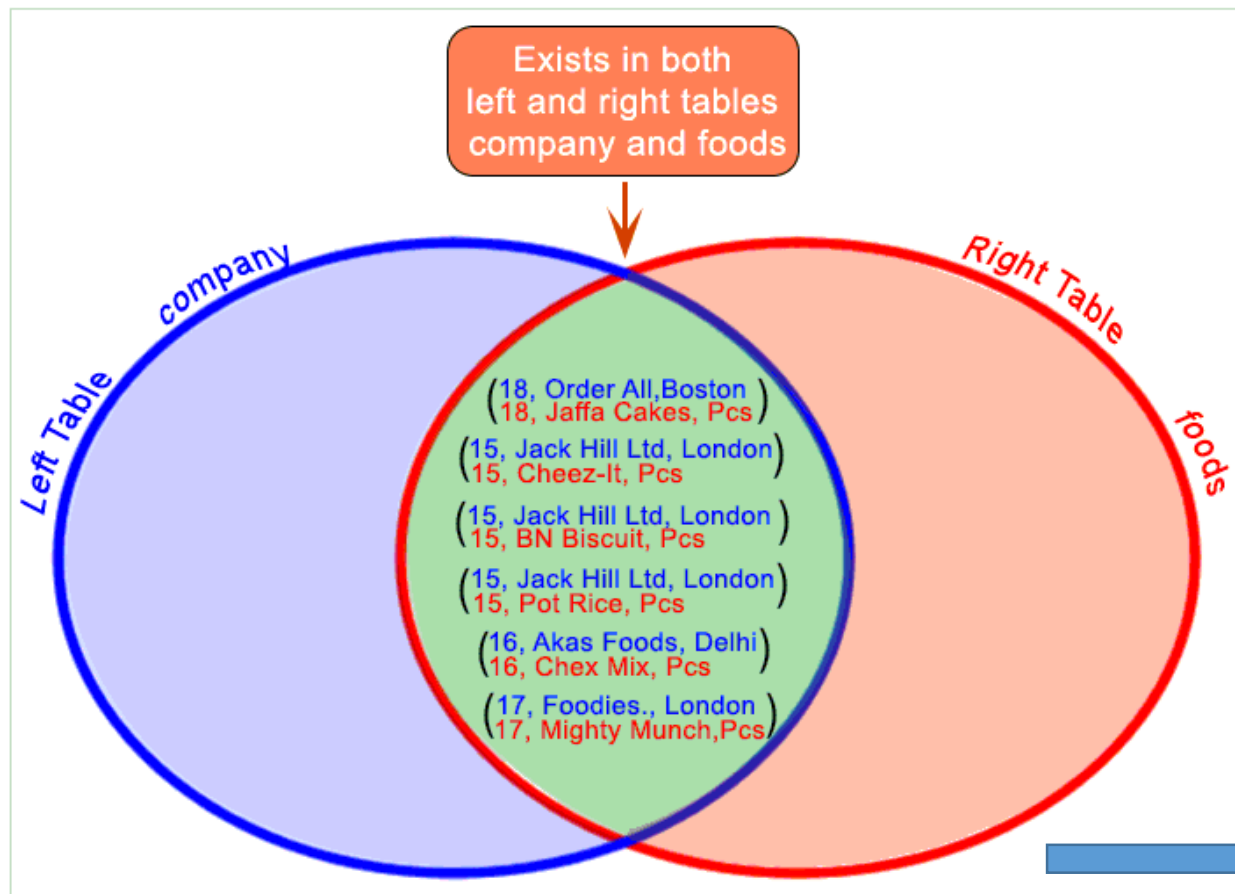 Exists in both
left and right tables
company and foods
Left Table
company
Right Table
foods
(18, Order All,Boston
18, Jaffa Cakes, Pcs)
(15, Jack Hill Ltd, London
15, Cheez-It, Pcs)
(15, Jack Hill Ltd, London
15, BN Biscuit, Pcs)
(15, Jack Hill Ltd, London
15, Pot Rice, Pcs)
(16, Akas Foods, Delhi
16, Chex Mix, Pcs)
(17, Foodies., London
17, Mighty Munch,Pcs)